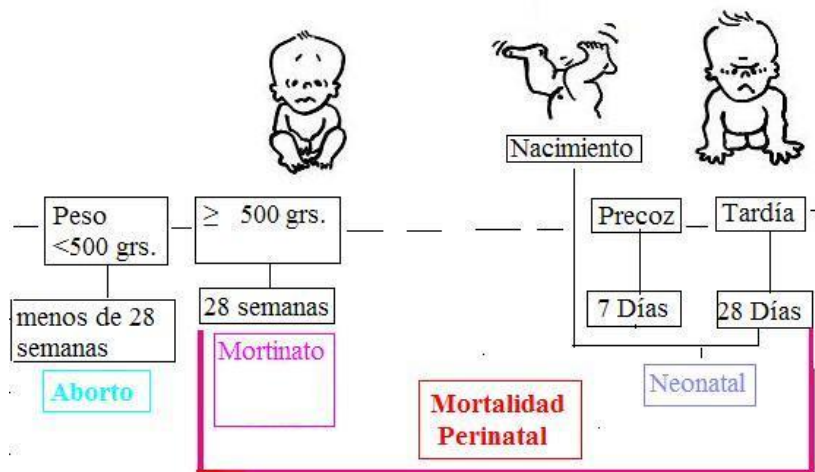 Nacimiento
Peso
<500 grs.
≥ 500 grs.
Precoz
Tardía
menos de 28
semanas
28 semanas
7 Días
28 Días
Aborto
Mortinato
Mortalidad
Perinatal
Neonatal